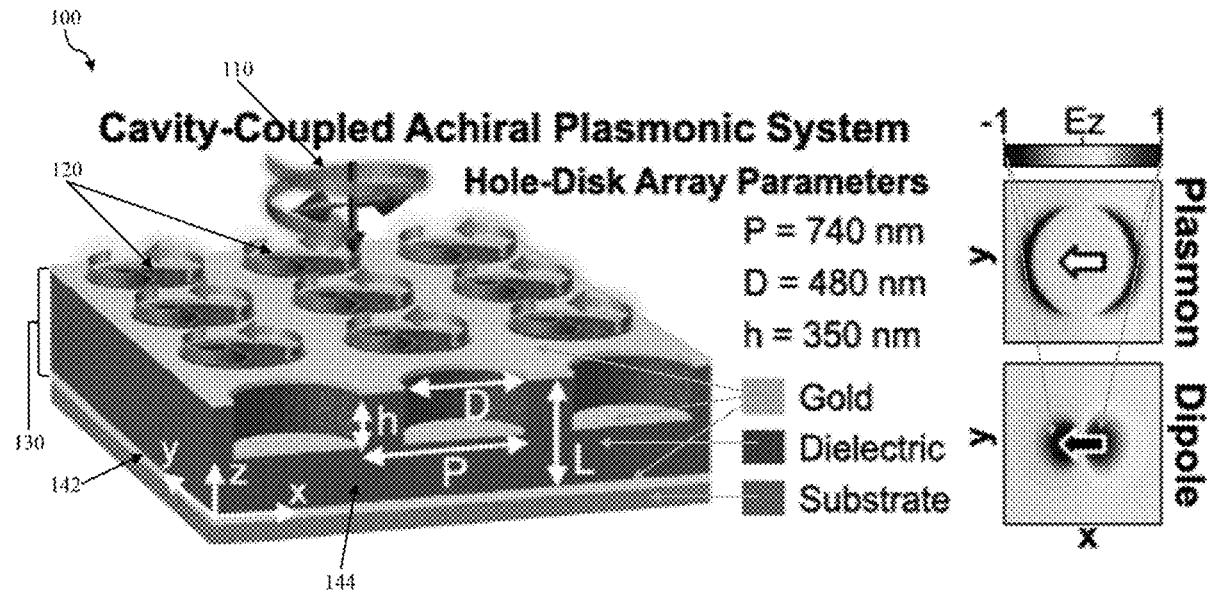 100
110
Cavity-Coupled Achiral Plasmonic System
-1 Ez 1
120
Hole-Disk Array Parameters
P = 740 nm
D = 480 nm
h = 350 nm
y
Plasmon
D
h
P
L
Gold
Dielectric
Substrate
y
Dipole
x
130
142
y
z
x
144